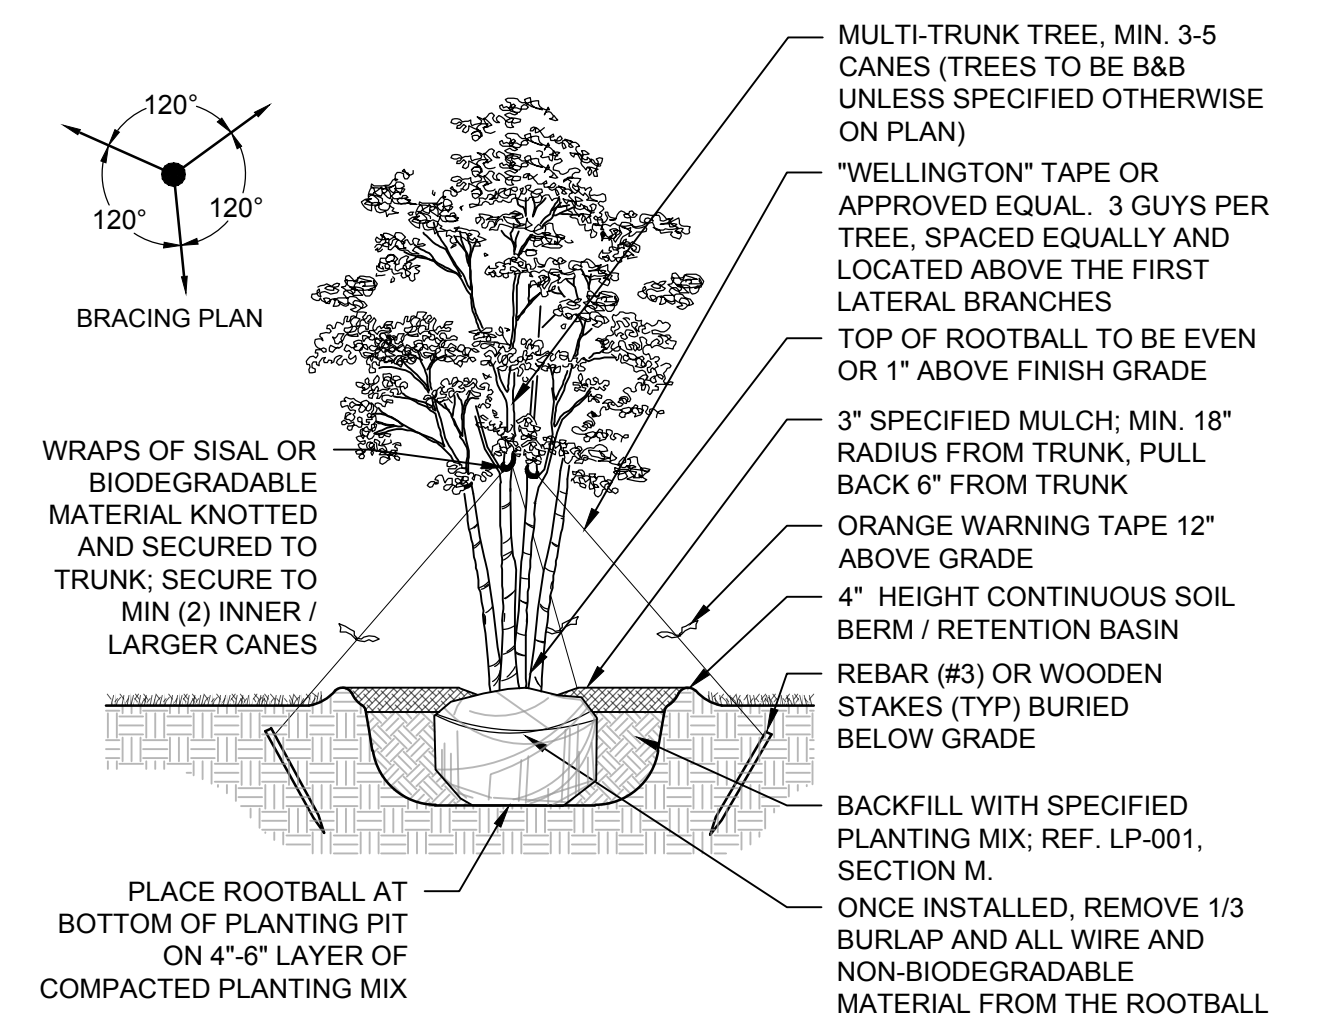 120°
120°
120°
BRACING PLAN
WRAPS OF SISAL OR
BIODEGRADABLE
MATERIAL KNOTTED
AND SECURED TO
TRUNK; SECURE TO
MIN (2) INNER /
LARGER CANES
PLACE ROOTBALL AT
BOTTOM OF PLANTING PIT
ON 4"-6" LAYER OF
COMPACTED PLANTING MIX
MULTI-TRUNK TREE, MIN. 3-5
CANES (TREES TO BE B&B
UNLESS SPECIFIED OTHERWISE
ON PLAN)
"WELLINGTON" TAPE OR
APPROVED EQUAL. 3 GUYS PER
TREE, SPACED EQUALLY AND
LOCATED ABOVE THE FIRST
LATERAL BRANCHES
TOP OF ROOTBALL TO BE EVEN
OR 1" ABOVE FINISH GRADE
3" SPECIFIED MULCH; MIN. 18"
RADIUS FROM TRUNK, PULL
BACK 6" FROM TRUNK
ORANGE WARNING TAPE 12"
ABOVE GRADE
4" HEIGHT CONTINUOUS SOIL
BERM / RETENTION BASIN
REBAR (#3) OR WOODEN
STAKES (TYP) BURIED
BELOW GRADE
BACKFILL WITH SPECIFIED
PLANTING MIX; REF. LP-001,
SECTION M.
ONCE INSTALLED, REMOVE 1/3
BURLAP AND ALL WIRE AND
NON-BIODEGRADABLE
MATERIAL FROM THE ROOTBALL